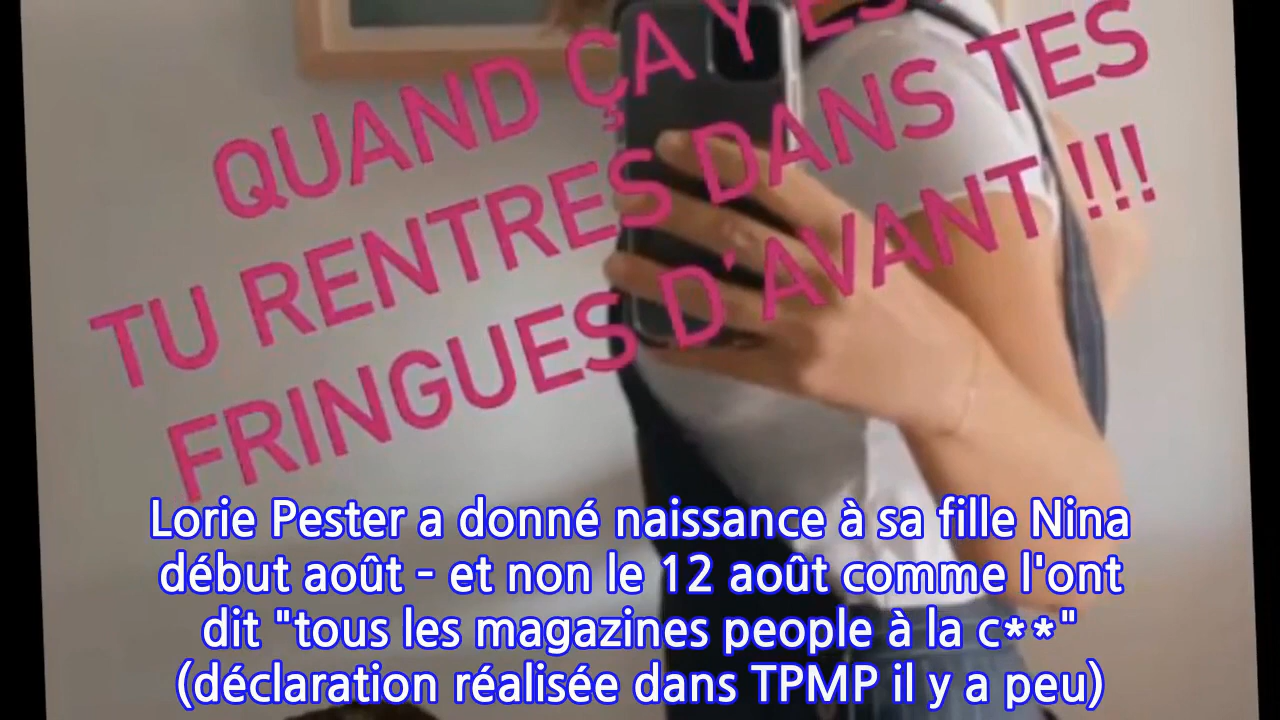 QUAND ÇA Y
TU RENTRES DANS TES
FRINGUES D'AVANT !!!
Lorie Pester a donné naissance à sa fille Nina
début août - et non le 12 août comme l'ont
dit "tous les magazines people à la c**"
(déclaration réalisée dans TPMP il y a peu)